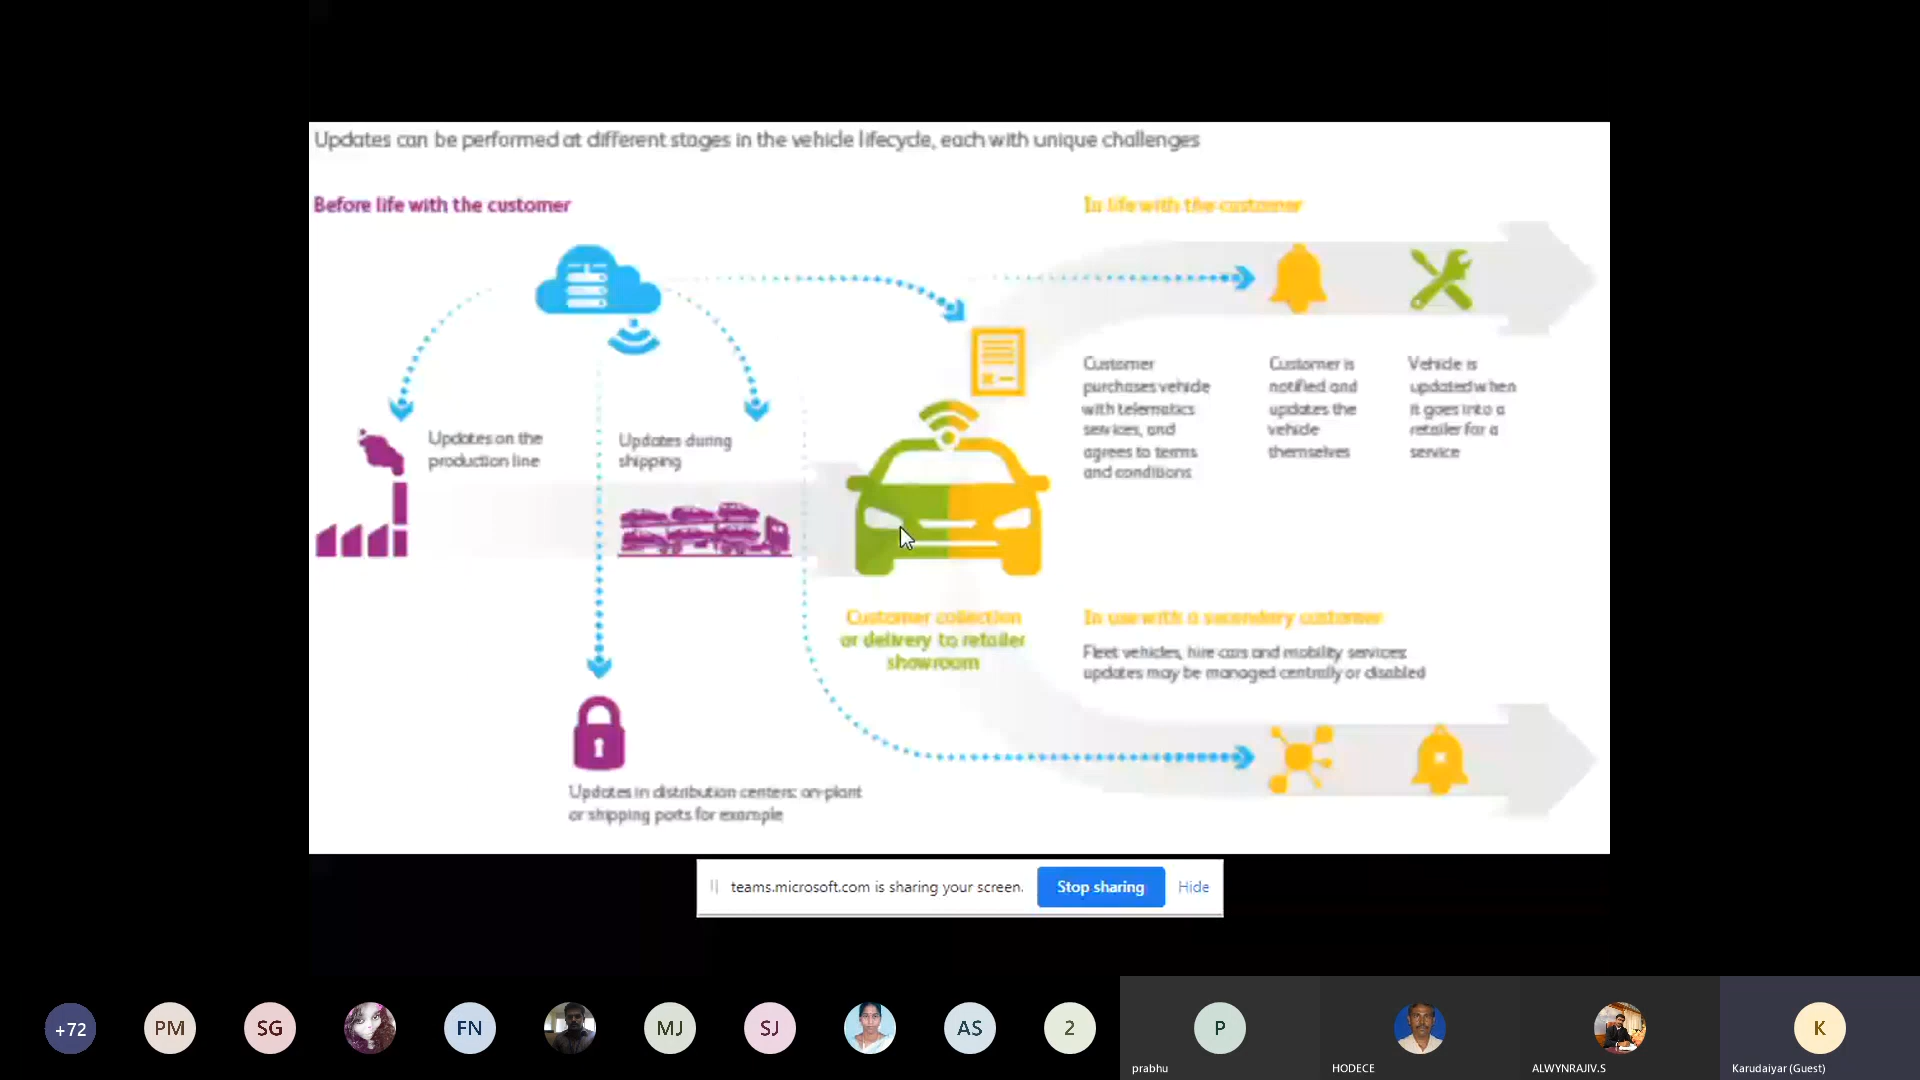 Updates can be performed at different stages in the vehicle lifecycle, each with unique challenges
Before life with the customer
In life with the customer
Updates on the
production line
Updates during
shipping
Customer
purchases vehicle
with telematics
services, and
agrees to terms
and conditions
Customer is
notified and
updates the
vehicle
themselves
Vehicle is
updated when
it goes into a
retailer for a
service
Customer collection
or delivery to retailer
showroom
In use with a secondary customer
Fleet vehicles, hire cars and mobility services:
updates may be managed centrally or disabled
Updates in distribution centers: on-plant
or shipping ports for example
teams.microsoft.com is sharing your screen.
Stop sharing
Hide
+72
PM
SG
FN
MJ
SJ
AS
2
P
K
prabhu
HODECE
ALWYNRAJIV.S
Karudaiyar (Guest)